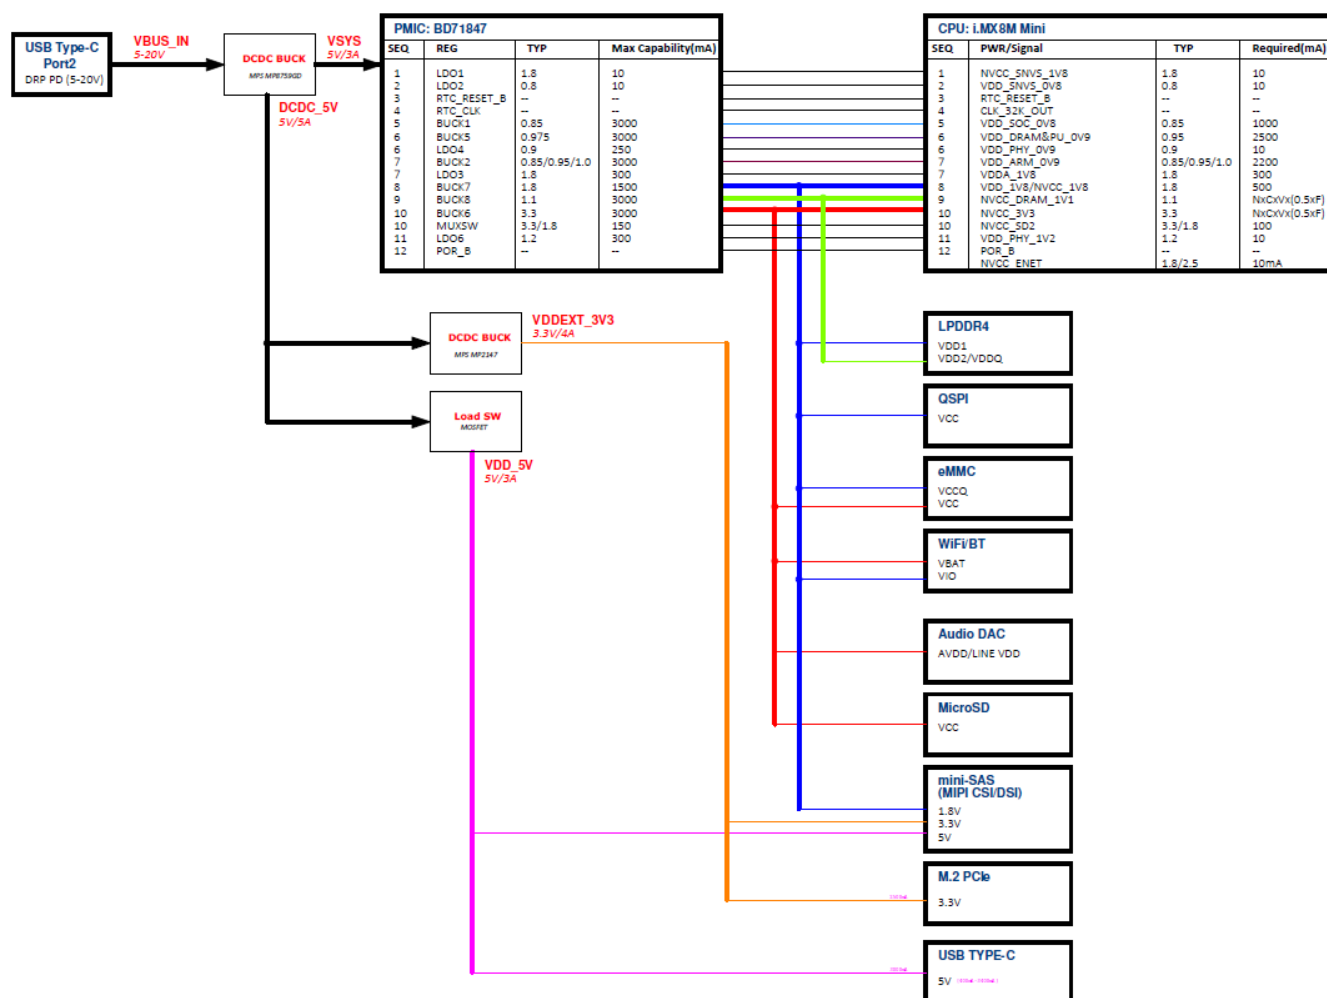 USB Type-C
Port2
DRP PD (5-20V)
VBUS_IN
5-20V
DCDC BUCK
MPS MP8759GD
VSYS
5V/3A
DCDC_5V
5V/5A
PMIC: BD71847
SEQ REG TYP Max Capability(mA)
1 LDO1 1.8 10
2 LDO2 0.8 10
3 RTC_RESET_B -- --
4 RTC_CLK -- --
5 BUCK1 0.85 3000
6 BUCK5 0.975 3000
6 LDO4 0.9 250
7 BUCK2 0.85/0.95/1.0 3000
7 LDO3 1.8 300
8 BUCK7 1.8 1500
9 BUCK8 1.1 3000
10 BUCK6 3.3 3000
10 MUXSW 3.3/1.8 150
11 LDO6 1.2 300
12 POR_B -- --
CPU: i.MX8M Mini
SEQ PWR/Signal TYP Required(mA)
1 NVCC_SNVS_1V8 1.8 10
2 VDD_SNVS_0V8 0.8 10
3 RTC_RESET_B -- --
4 CLK_32K_OUT -- --
5 VDD_SOC_0V8 0.85 1000
6 VDD_DRAM&PU_0V9 0.95 2500
6 VDD_PHY_0V9 0.9 10
7 VDD_ARM_0V9 0.85/0.95/1.0 2200
7 VDDA_1V8 1.8 300
8 VDD_1V8/NVCC_1V8 1.8 500
9 NVCC_DRAM_1V1 1.1 NxCxVx(0.5xF)
10 NVCC_3V3 3.3 NxCxVx(0.5xF)
10 NVCC_SD2 3.3/1.8 100
11 VDD_PHY_1V2 1.2 10
12 POR_B -- --
NVCC_ENET 1.8/2.5 10mA
DCDC BUCK
MPS MP2147
VDDEXT_3V3
3.3V/4A
Load SW
MOSFET
VDD_5V
5V/3A
LPDDR4
VDD1
VDD2/VDDQ
QSPI
VCC
eMMC
VCCQ
VCC
WiFi/BT
VBAT
VIO
Audio DAC
AVDD/LINE VDD
MicroSD
VCC
mini-SAS
(MIPI CSI/DSI)
1.8V
3.3V
5V
M.2 PCIe
3.3V
USB TYPE-C
5V